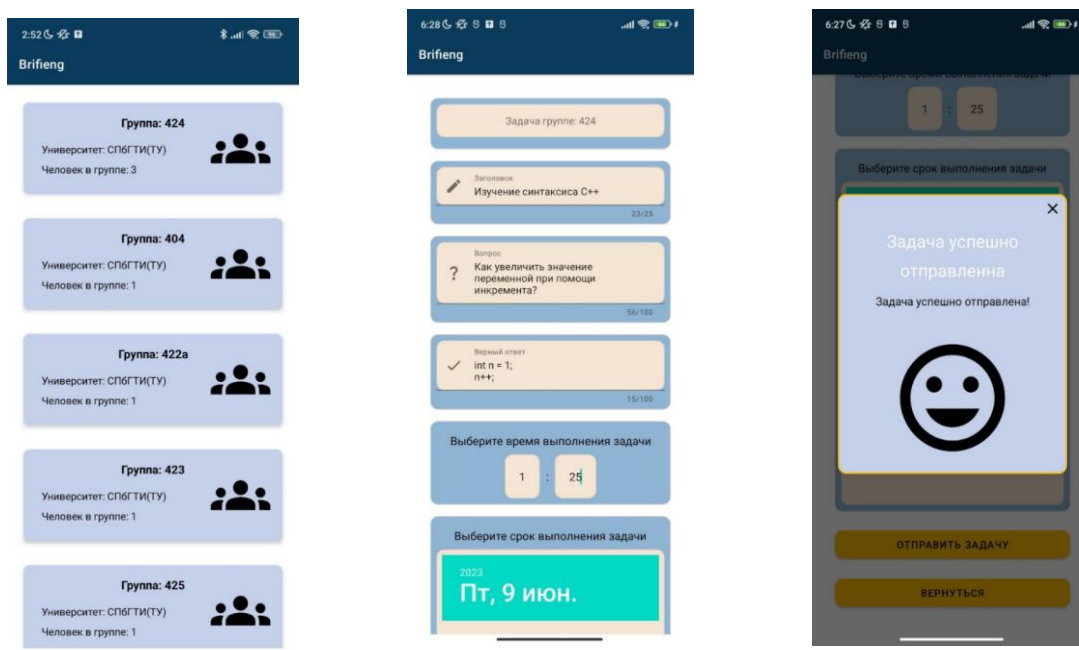 2:52
Brifieng
Группа: 424
Университет: СПбГТИ(ТУ)
Человек в группе: 3
Группа: 404
Университет: СПбГТИ(ТУ)
Человек в группе: 1
Группа: 422а
Университет: СПбГТИ(ТУ)
Человек в группе: 1
Группа: 423
Университет: СПбГТИ(ТУ)
Человек в группе: 1
Группа: 425
Университет: СПбГТИ(ТУ)
Человек в группе: 1
6:28
Brifieng
Задача группе: 424
Заголовок
Изучение синтаксиса С++
23/25
Вопрос
Как увеличить значение
переменной при помощи
инкремента?
56/100
Верный ответ
int n = 1;
n++;
15/100
Выберите время выполнения задачи
1 : 25
Выберите срок выполнения задачи
2023
Пт, 9 июн.
6:27
Brifieng
Выберите время выполнения задачи
1 : 25
Выберите срок выполнения задачи
Задача успешно
отправленна
Задача успешно отправлена!
ОТПРАВИТЬ ЗАДАЧУ
ВЕРНУТЬСЯ